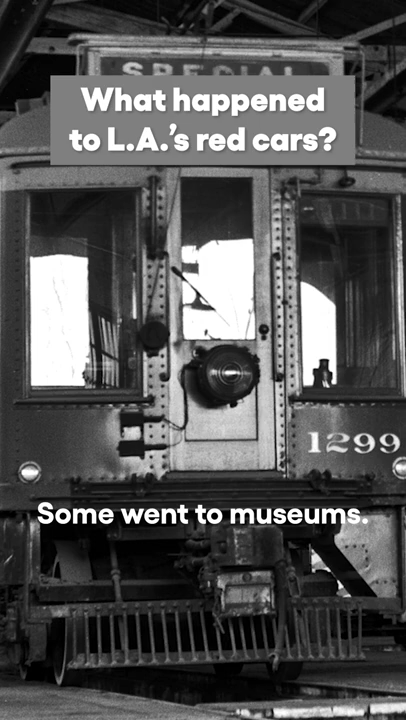 SPECIAL
What happened
to L.A.'s red cars?
1299
Some went to museums.